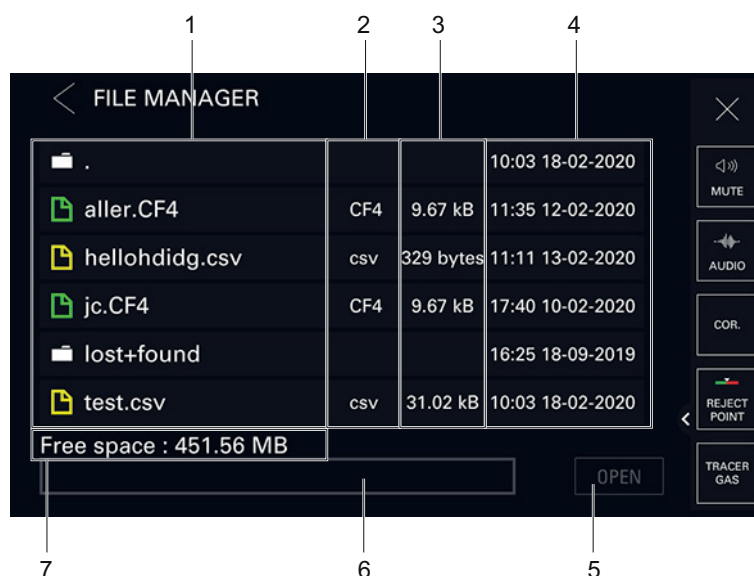 1 2 3 4
FILE MANAGER
. 10:03 18-02-2020
aller.CF4 CF4 9.67 kB 11:35 12-02-2020
hellohdidg.csv csv 329 bytes 11:11 13-02-2020
jc.CF4 CF4 9.67 kB 17:40 10-02-2020
lost+found 16:25 18-09-2019
test.csv csv 31.02 kB 10:03 18-02-2020
Free space : 451.56 MB
OPEN
MUTE
AUDIO
COR.
REJECT
POINT
TRACER
GAS
7 6 5